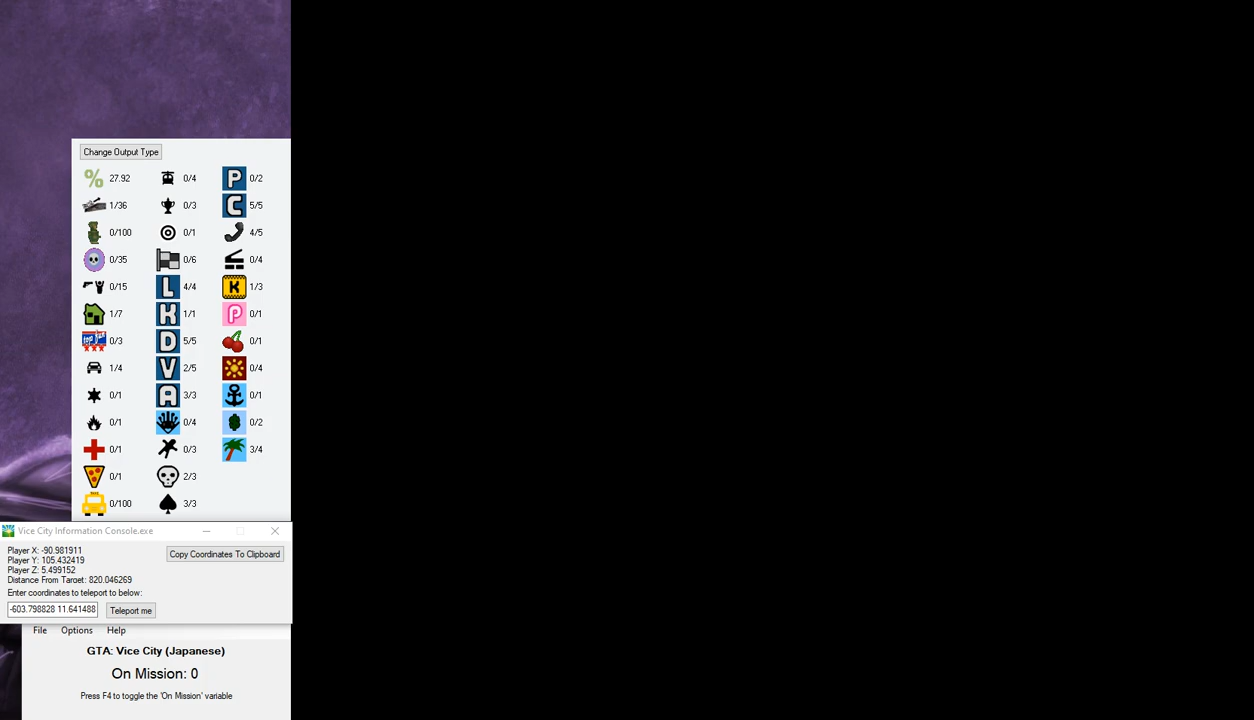 Change Output Type
27.92 0/4 P 0/2
1/36 0/3 C 5/5
0/100 0/1 4/5
0/35 0/6 0/4
0/15 L 4/4 K 1/3
1/7 K 1/1 P 0/1
0/3 D 5/5 0/1
1/4 V 2/5 0/4
0/1 A 3/3 0/1
0/1 0/4 0/2
0/1 0/3 3/4
0/1 2/3
0/100 3/3
Vice City Information Console.exe
Player X: -90.981911
Player Y: 105.432419
Player Z: 5.499152
Copy Coordinates To Clipboard
Distance From Target: 820.046269
Enter coordinates to teleport to below:
-603.798828 11.641488 Teleport me
File Options Help
GTA: Vice City (Japanese)
On Mission: 0
Press F4 to toggle the 'On Mission' variable